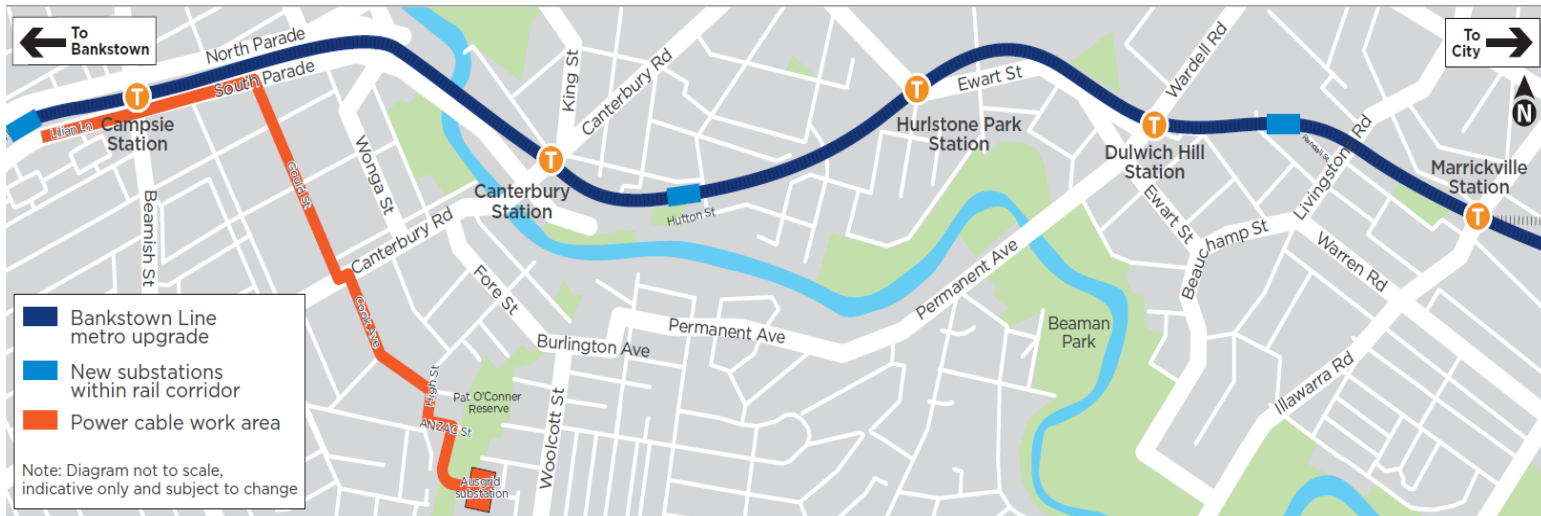 To
Bankstown
North Parade
South Parade
Lilian Ln
Campsie
Station
Beamish St
Gould St
Wonga St
Canterbury Rd
Cook Ave
Fore St
High St
ANZAC St
Pat O'Conner
Reserve
Ausgrid
substation
King St
Canterbury Rd
Canterbury
Station
Hutton St
Burlington Ave
Woolcott St
Permanent Ave
Permanent Ave
Hurlstone Park
Station
Ewart St
Wardell Rd
Dulwich Hill
Station
Ewart St
Beauchamp St
Beaman
Park
Randall St
Livingstone Rd
Warren Rd
Illawarra Rd
Marrickville
Station
To
City
N
T
T
T
T
T
Bankstown Line
metro upgrade
New substations
within rail corridor
Power cable work area
Note: Diagram not to scale,
indicative only and subject to change